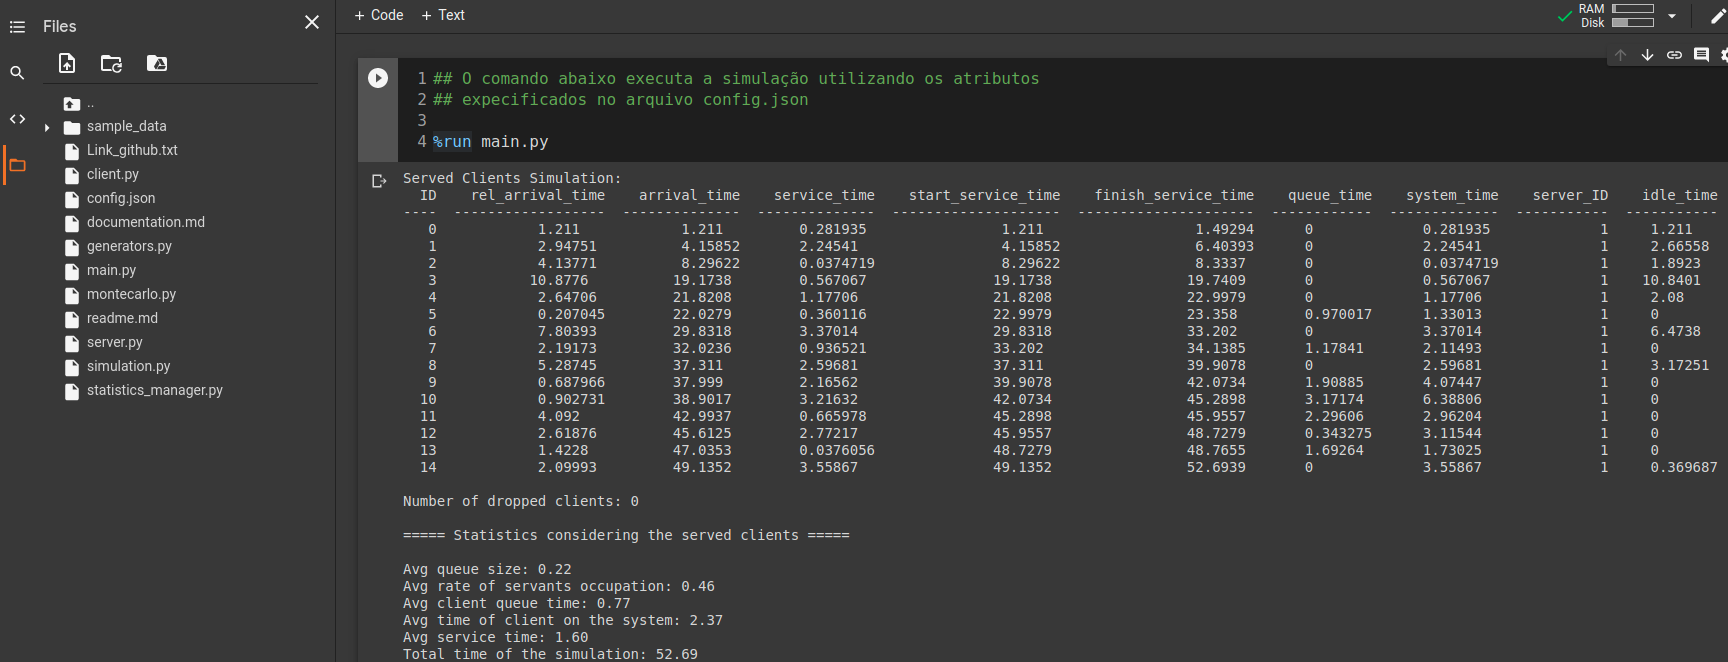 Files
..
sample_data
Link_github.txt
client.py
config.json
documentation.md
generators.py
main.py
montecarlo.py
readme.md
server.py
simulation.py
statistics_manager.py
+ Code + Text
RAM
Disk
1 ## O comando abaixo executa a simulação utilizando os atributos
2 ## expecificados no arquivo config.json
3
4 %run main.py
Served Clients Simulation:
ID rel_arrival_time arrival_time service_time start_service_time finish_service_time queue_time system_time server_ID idle_time
---- ------------------ -------------- -------------- -------------------- --------------------- ------------ ------------- ----------- -----------
0 1.211 1.211 0.281935 1.211 1.49294 0 0.281935 1 1.211
1 2.94751 4.15852 2.24541 4.15852 6.40393 0 2.24541 1 2.66558
2 4.13771 8.29622 0.0374719 8.29622 8.3337 0 0.0374719 1 1.8923
3 10.8776 19.1738 0.567067 19.1738 19.7409 0 0.567067 1 10.8401
4 2.64706 21.8208 1.17706 21.8208 22.9979 0 1.17706 1 2.08
5 0.207045 22.0279 0.360116 22.9979 23.358 0.970017 1.33013 1 0
6 7.80393 29.8318 3.37014 29.8318 33.202 0 3.37014 1 6.4738
7 2.19173 32.0236 0.936521 33.202 34.1385 1.17841 2.11493 1 0
8 5.28745 37.311 2.59681 37.311 39.9078 0 2.59681 1 3.17251
9 0.687966 37.999 2.16562 39.9078 42.0734 1.90885 4.07447 1 0
10 0.902731 38.9017 3.21632 42.0734 45.2898 3.17174 6.38806 1 0
11 4.092 42.9937 0.665978 45.2898 45.9557 2.29606 2.96204 1 0
12 2.61876 45.6125 2.77217 45.9557 48.7279 0.343275 3.11544 1 0
13 1.4228 47.0353 0.0376056 48.7279 48.7655 1.69264 1.73025 1 0
14 2.09993 49.1352 3.55867 49.1352 52.6939 0 3.55867 1 0.369687
Number of dropped clients: 0
===== Statistics considering the served clients =====
Avg queue size: 0.22
Avg rate of servants occupation: 0.46
Avg client queue time: 0.77
Avg time of client on the system: 2.37
Avg service time: 1.60
Total time of the simulation: 52.69